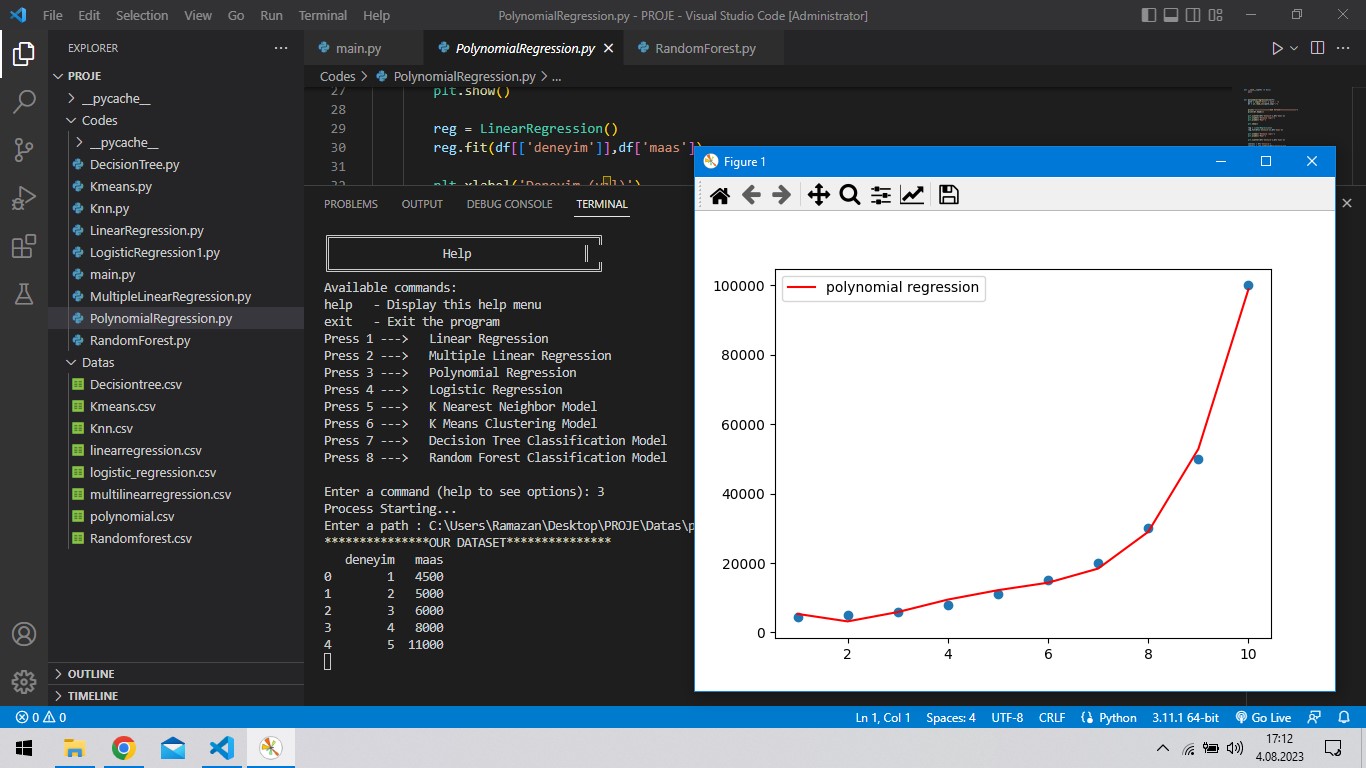 File Edit Selection View Go Run Terminal Help
PolynomialRegression.py - PROJE - Visual Studio Code [Administrator]
EXPLORER
PROJE
__pycache__
Codes
__pycache__
DecisionTree.py
Kmeans.py
Knn.py
LinearRegression.py
LogisticRegression1.py
main.py
MultipleLinearRegression.py
PolynomialRegression.py
RandomForest.py
Datas
Decisiontree.csv
Kmeans.csv
Knn.csv
linearregression.csv
logistic_regression.csv
multilinearregression.csv
polynomial.csv
Randomforest.csv
OUTLINE
TIMELINE
main.py PolynomialRegression.py RandomForest.py
Codes > PolynomialRegression.py > ...
27 plt.show()
28
29 reg = LinearRegression()
30 reg.fit(df[['deneyim']],df['maas'])
31
32 plt.xlabel('Deneyim (yıl)')
PROBLEMS OUTPUT DEBUG CONSOLE TERMINAL
Help
Available commands:
help - Display this help menu
exit - Exit the program
Press 1 ---> Linear Regression
Press 2 ---> Multiple Linear Regression
Press 3 ---> Polynomial Regression
Press 4 ---> Logistic Regression
Press 5 ---> K Nearest Neighbor Model
Press 6 ---> K Means Clustering Model
Press 7 ---> Decision Tree Classification Model
Press 8 ---> Random Forest Classification Model
Enter a command (help to see options): 3
Process Starting...
Enter a path : C:\Users\Ramazan\Desktop\PROJE\Datas\p
***************OUR DATASET***************
deneyim maas
0 1 4500
1 2 5000
2 3 6000
3 4 8000
4 5 11000
Figure 1
polynomial regression
100000
80000
60000
40000
20000
0
2 4 6 8 10
0 0
Ln 1, Col 1 Spaces: 4 UTF-8 CRLF Python 3.11.1 64-bit Go Live
17:12
4.08.2023